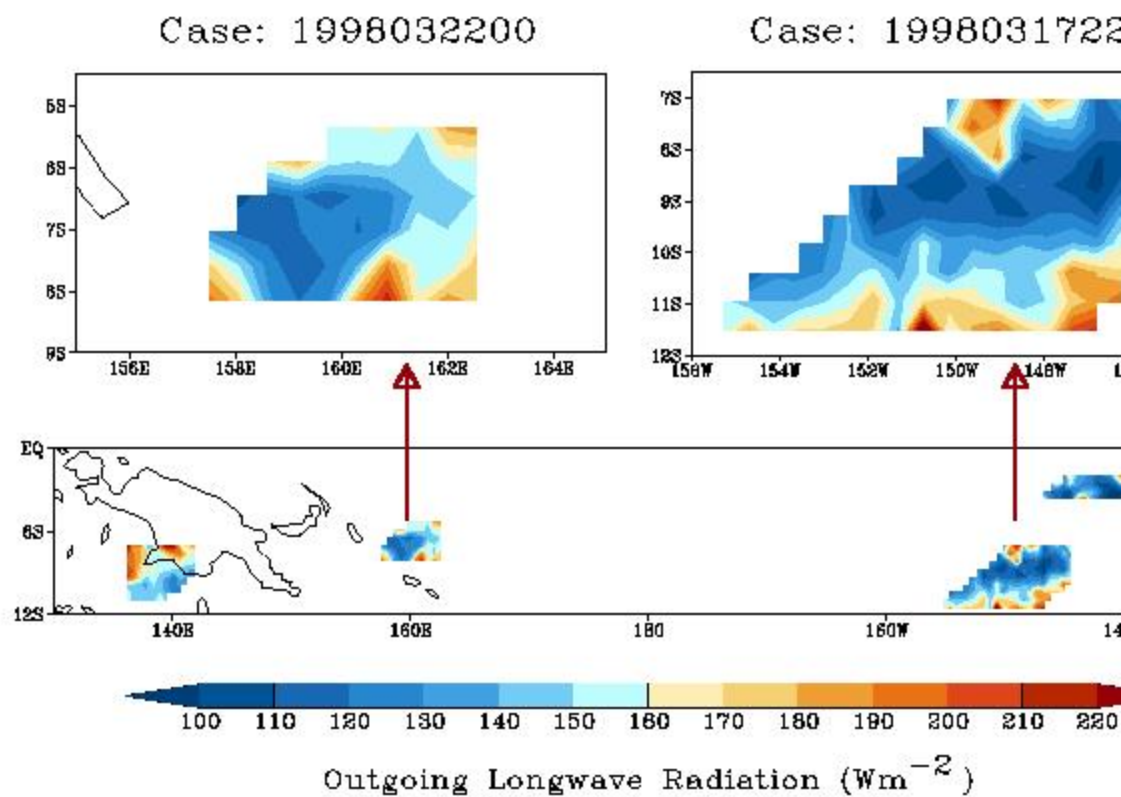 Case: 1998032200
Case: 1998031722
5S
6S
7S
8S
9S
156E 158E 160E 162E 164E
7S
8S
9S
10S
11S
12S
156W 154W 152W 150W 148W
EQ
6S
12S
140E 160E 180 160W 14
100 110 120 130 140 150 160 170 180 190 200 210 220
Outgoing Longwave Radiation (Wm⁻²)